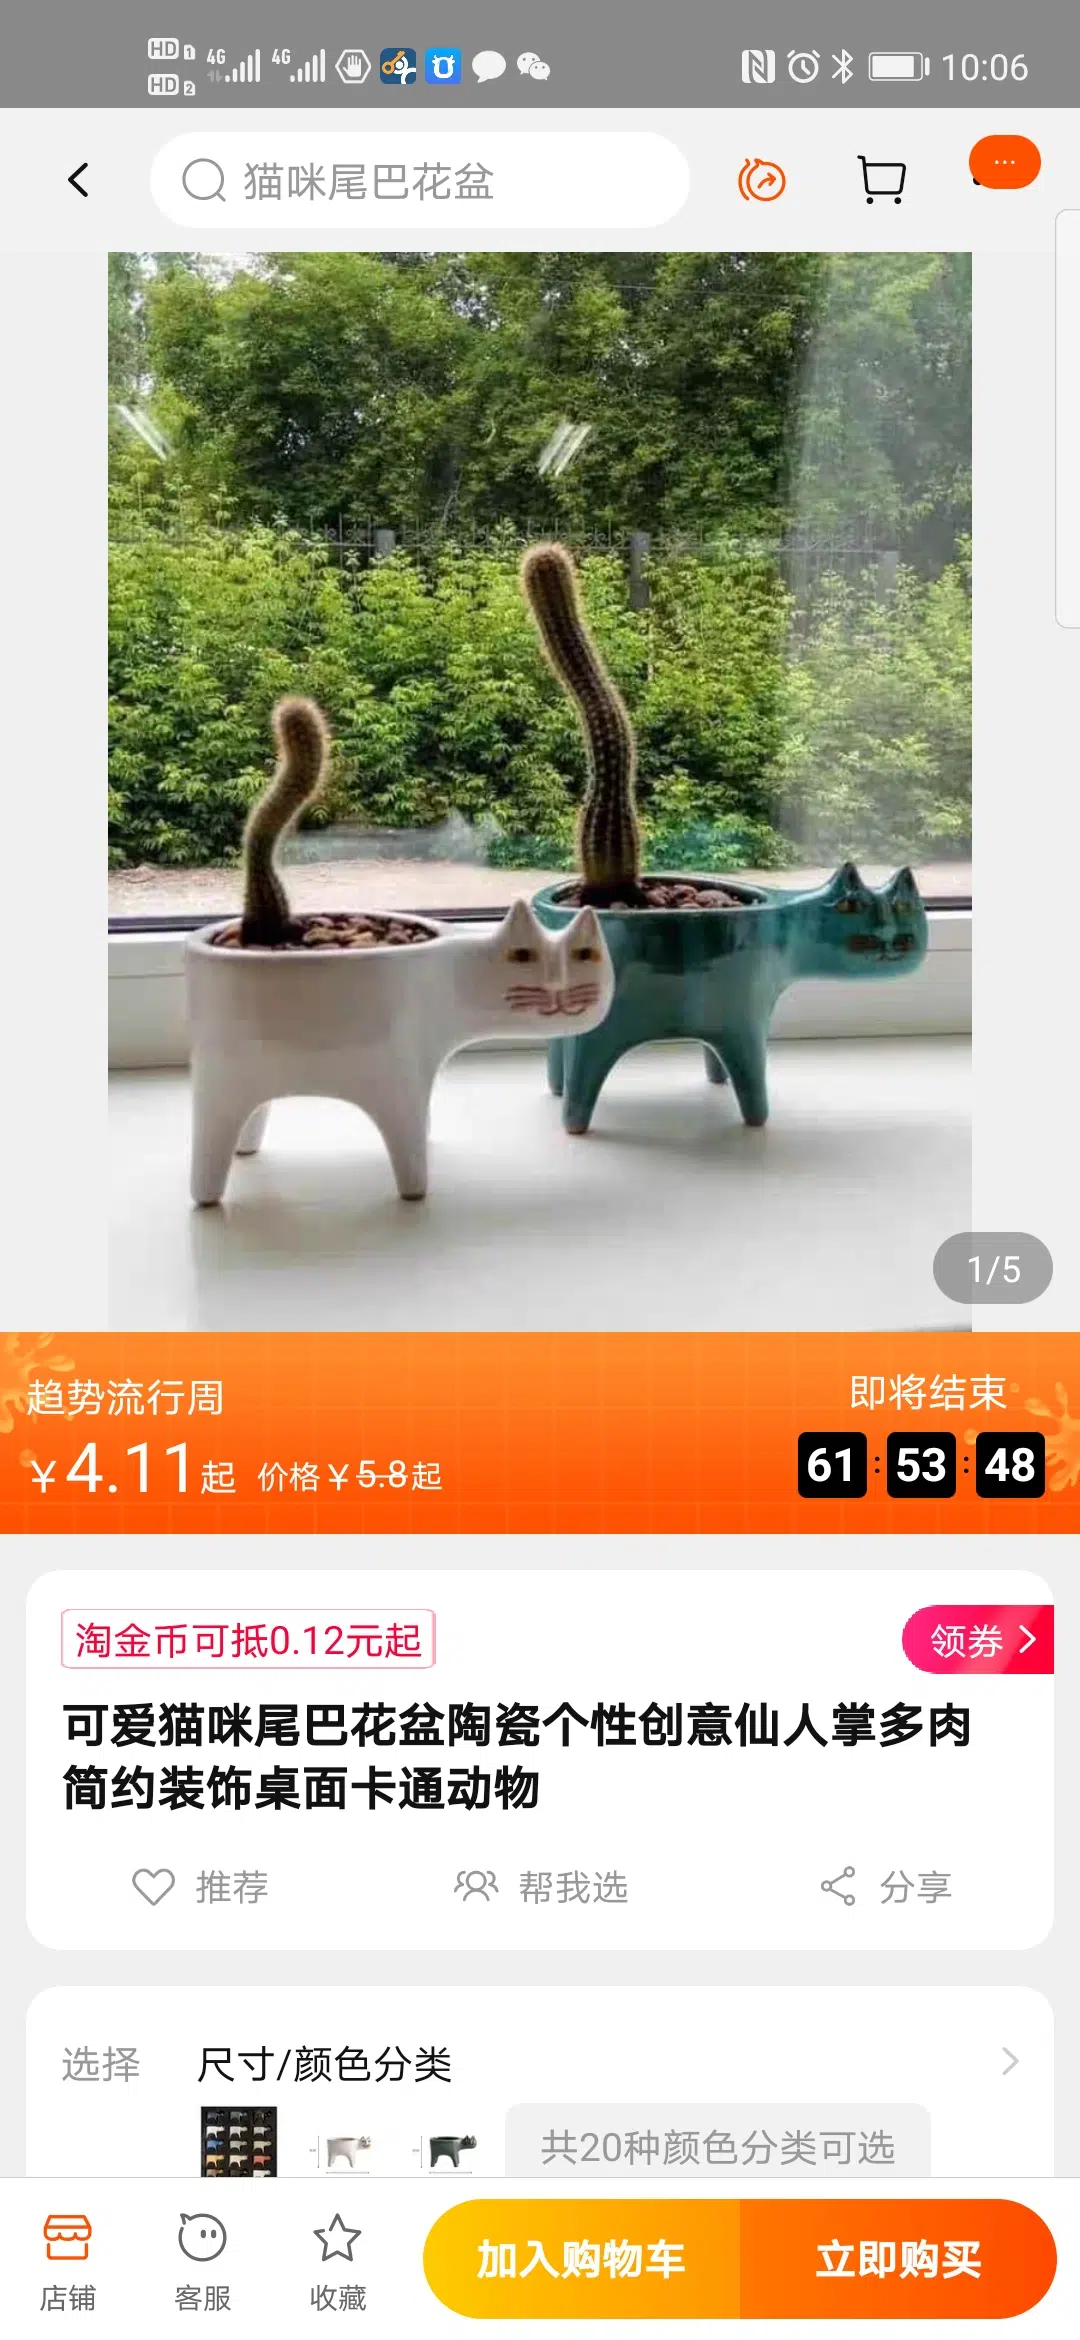 HD 1 4G 4G 10:06
HD 2
猫咪尾巴花盆
1/5
趋势流行周
即将结束
￥4.11起 价格￥5.8起
61:53:48
淘金币可抵0.12元起
领券
可爱猫咪尾巴花盆陶瓷个性创意仙人掌多肉
简约装饰桌面卡通动物
推荐 帮我选 分享
选择 尺寸/颜色分类
共20种颜色分类可选
店铺 客服 收藏 加入购物车 立即购买